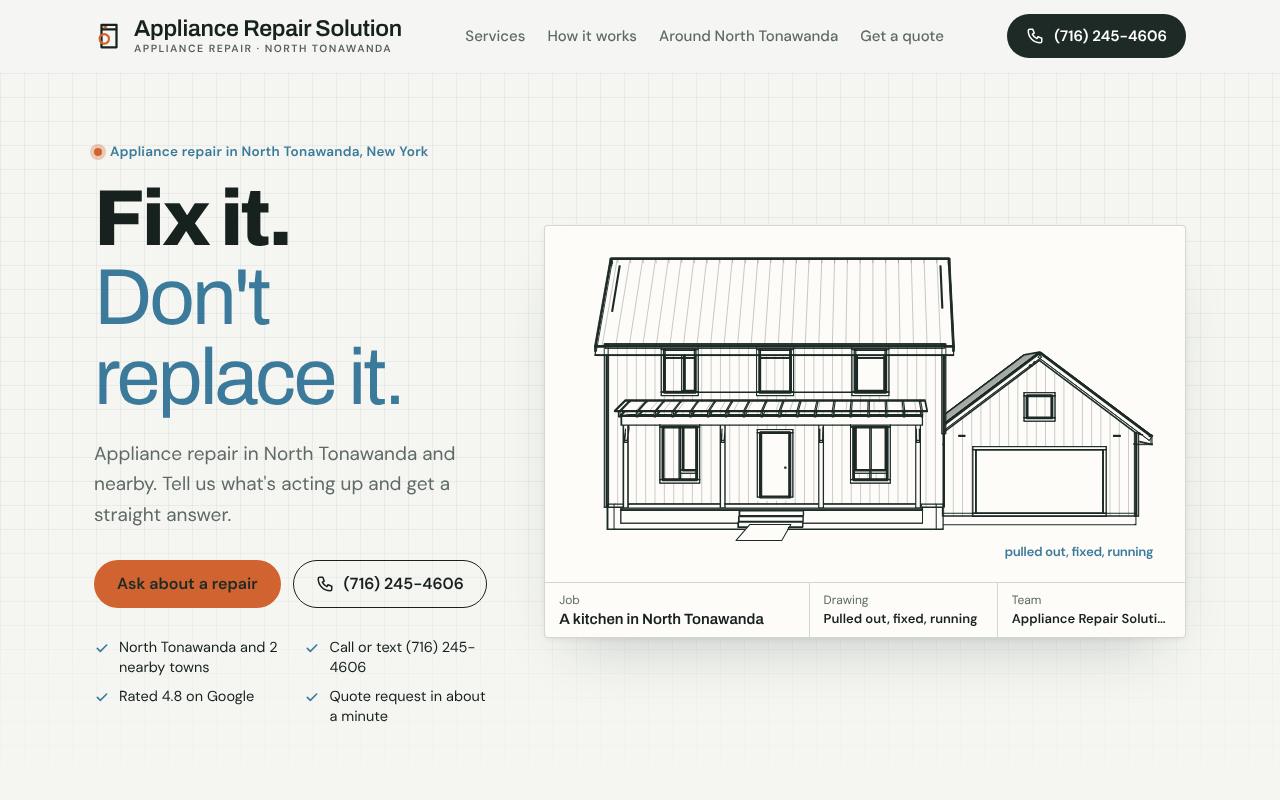 Appliance Repair Solution
APPLIANCE REPAIR · NORTH TONAWANDA
Services
How it works
Around North Tonawanda
Get a quote
(716) 245-4606
Appliance repair in North Tonawanda, New York
Fix it.
Don't
replace it.
Appliance repair in North Tonawanda and
nearby. Tell us what's acting up and get a
straight answer.
Ask about a repair
(716) 245-4606
North Tonawanda and 2
nearby towns
Call or text (716) 245-
4606
Rated 4.8 on Google
Quote request in about
a minute
pulled out, fixed, running
Job
A kitchen in North Tonawanda
Drawing
Pulled out, fixed, running
Team
Appliance Repair Soluti...